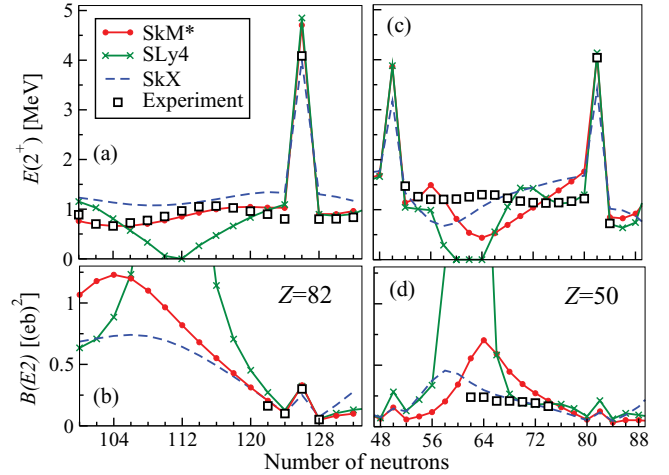 5
4
3
2
1
0
E(2⁺) [MeV]
SkM*
SLy4
SkX
Experiment
(a)
(c)
1
0.5
0
B(E2) [(eb)²]
Z=82
(b)
Z=50
(d)
104 112 120 128
48 56 64 72 80 88
Number of neutrons